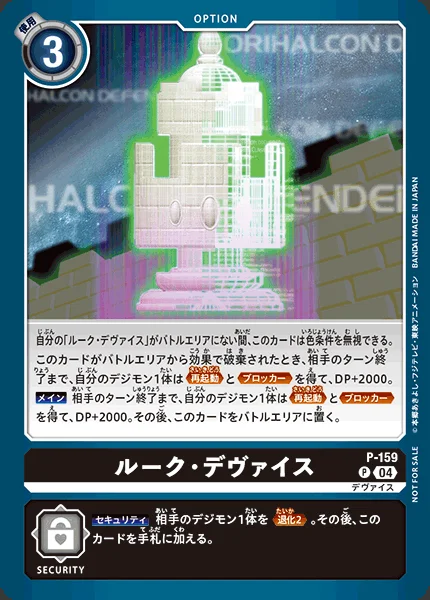 OPTION
使用
3
ORIHALCON DEFEND
HALCON DEFENDER
HALCON DEFENDER
自分の「ルーク・デヴァイス」がバトルエリアにない間、このカードは色条件を無視できる。
このカードがバトルエリアから効果で破棄されたとき、相手のターン終
了まで、自分のデジモン1体は 再起動 と ブロッカー を得て、DP+2000。
メイン 相手のターン終了まで、自分のデジモン1体は 再起動 と ブロッカー
を得て、DP+2000。その後、このカードをバトルエリアに置く。
ルーク・デヴァイス
P-159
P 04
デヴァイス
セキュリティ 相手のデジモン1体を 退化2 。その後、この
カードを手札に加える。
SECURITY
©本郷あきよし・フジテレビ・東映アニメーション BANDAI MADE IN JAPAN
NOT FOR SALE